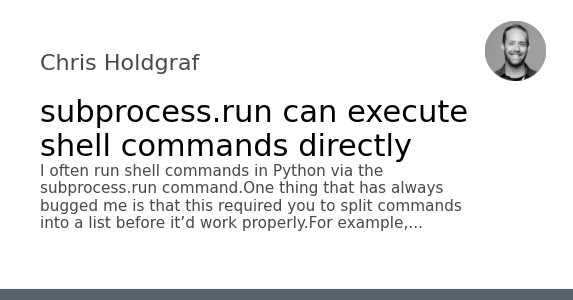 Chris Holdgraf
subprocess.run can execute
shell commands directly
I often run shell commands in Python via the
subprocess.run command.One thing that has always
bugged me is that this required you to split commands
into a list before it’d work properly.For example,...